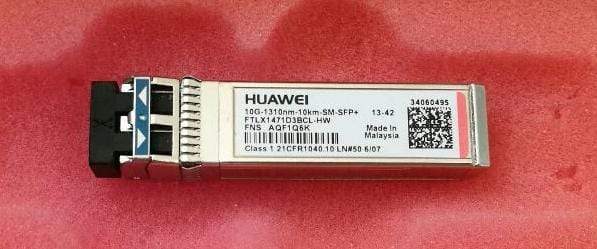 HUAWEI
34060495
10G-1310nm-10km-SM-SFP+ 13-42
FTLX1471D3BCL-HW
FNS AQF1Q6K Made In
Malaysia
Class 1 21CFR1040.10 LN#50 6/07